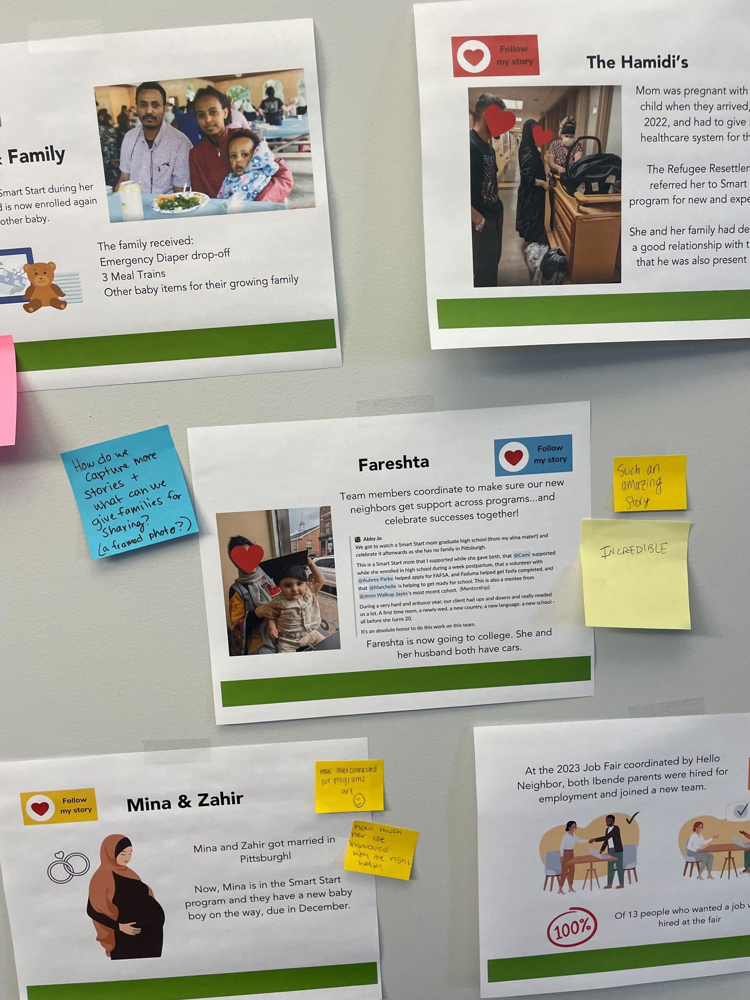 & Family
Smart Start during her
d is now enrolled again
other baby.
The family received:
Emergency Diaper drop-off
3 Meal Trains
Other baby items for their growing family
Follow
my story
The Hamidi's
Mom was pregnant with
child when they arrived,
2022, and had to give
healthcare system for th
The Refugee Resettlem
referred her to Smart
program for new and expe
She and her family had de
a good relationship with t
that he was also present
How do we
capture more
stories +
what can we
give families for
sharing?
(a framed photo?)
Fareshta
Follow
my story
Team members coordinate to make sure our new
neighbors get support across programs...and
celebrate successes together!
Abby Jo
We got to watch a Smart Start mom graduate high school (from my alma mater!) and
celebrate it afterwards as she has no family in Pittsburgh.
This is a Smart Start mom that I supported while she gave birth, that @Cami supported
while she enrolled in high school during a week postpartum, that a volunteer with
@Aubrey Parke helped apply for FAFSA, and Faduma helped get fasfa completed, and
that @Marchelle is helping to get ready for school. This is also a mentee from
@Jenni Walkup Jayes's most recent cohort. (Mentorship)
During a very hard and arduous year, our client had ups and downs and really needed
us a lot. A first time mom, a newly wed, a new country, a new language, a new school -
all before she turns 20.
It's an absolute honor to do this work on this team.
Fareshta is now going to college. She and
her husband both have cars.
Such an
amazing
story
INCREDIBLE
Follow
my story
Mina & Zahir
Mina and Zahir got married in
Pittsburghl
Now, Mina is in the Smart Start
program and they have a new baby
boy on the way, due in December.
How interconnected
our programs
are
how much
her life
improved
with the right
help!
At the 2023 Job Fair coordinated by Hello
Neighbor, both Ibende parents were hired for
employment and joined a new team.
100%
Of 13 people who wanted a job w
hired at the fair